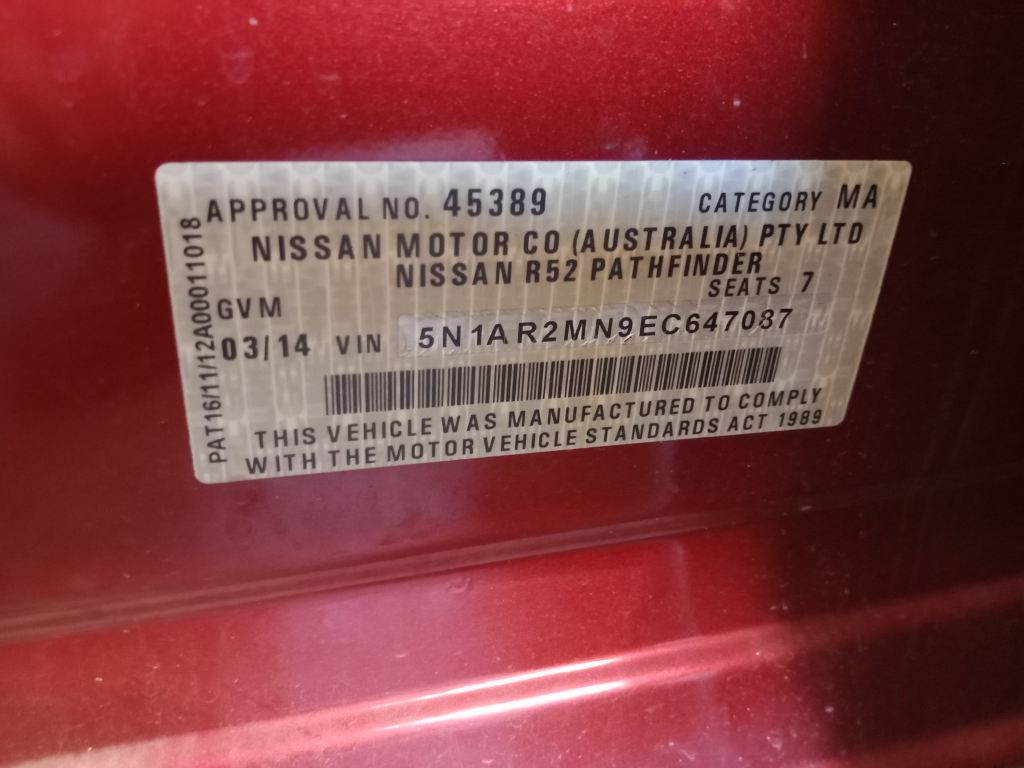 APPROVAL NO. 45389 CATEGORY MA
NISSAN MOTOR CO (AUSTRALIA) PTY LTD
NISSAN R52 PATHFINDER
SEATS 7
GVM
03/14 VIN 5N1AR2MN9EC647087
THIS VEHICLE WAS MANUFACTURED TO COMPLY
WITH THE MOTOR VEHICLE STANDARDS ACT 1989
PAT16/11/12A00011018